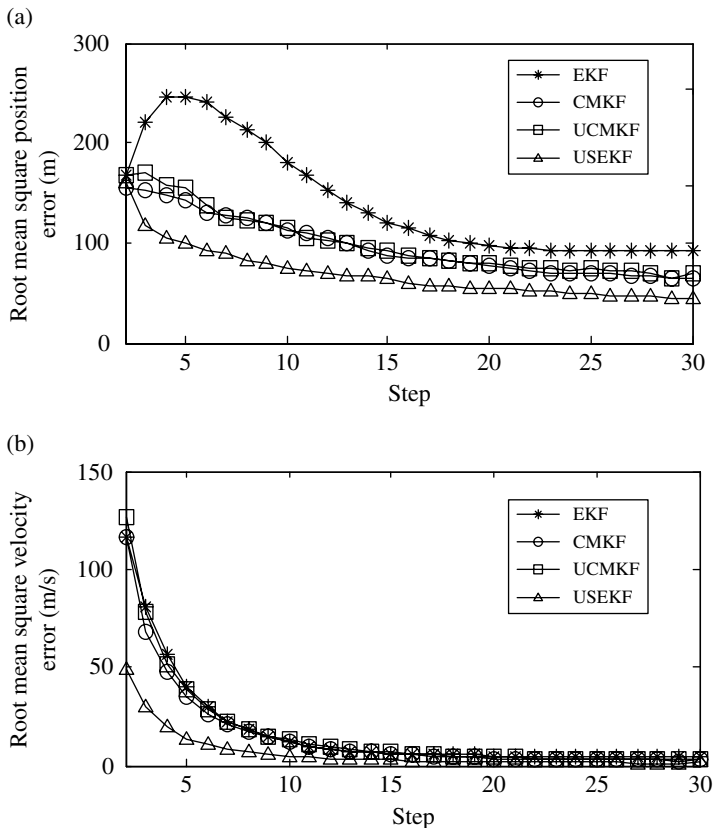 (a)
300
200
100
0
Root mean square position
error (m)
EKF
CMKF
UCMKF
USEKF
5
10
15
20
25
30
Step
(b)
150
100
50
0
Root mean square velocity
error (m/s)
EKF
CMKF
UCMKF
USEKF
5
10
15
20
25
30
Step